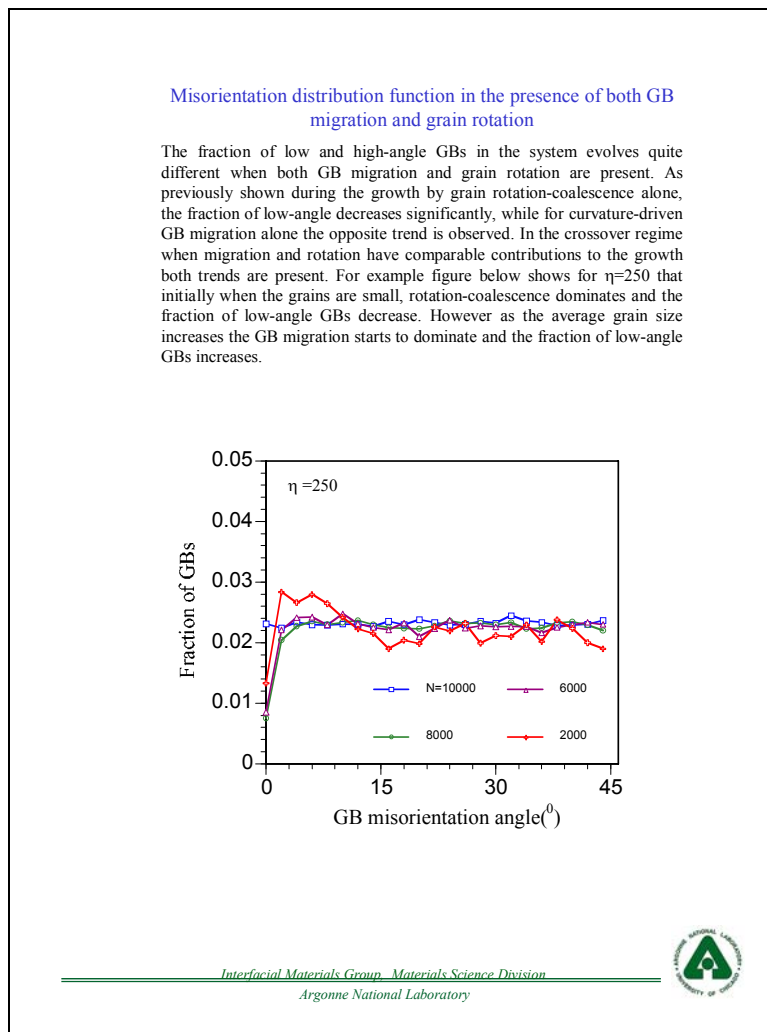 Misorientation distribution function in the presence of both GB
migration and grain rotation
The fraction of low and high-angle GBs in the system evolves quite
different when both GB migration and grain rotation are present. As
previously shown during the growth by grain rotation-coalescence alone,
the fraction of low-angle decreases significantly, while for curvature-driven
GB migration alone the opposite trend is observed. In the crossover regime
when migration and rotation have comparable contributions to the growth
both trends are present. For example figure below shows for η=250 that
initially when the grains are small, rotation-coalescence dominates and the
fraction of low-angle GBs decrease. However as the average grain size
increases the GB migration starts to dominate and the fraction of low-angle
GBs increases.
0.05
η =250
0.04
0.03
0.02
0.01
0
Fraction of GBs
N=10000
6000
8000
2000
0 15 30 45
GB misorientation angle(⁰)
Interfacial Materials Group, Materials Science Division
Argonne National Laboratory
ARGONNE NATIONAL LABORATORY
UNIVERSITY OF CHICAGO